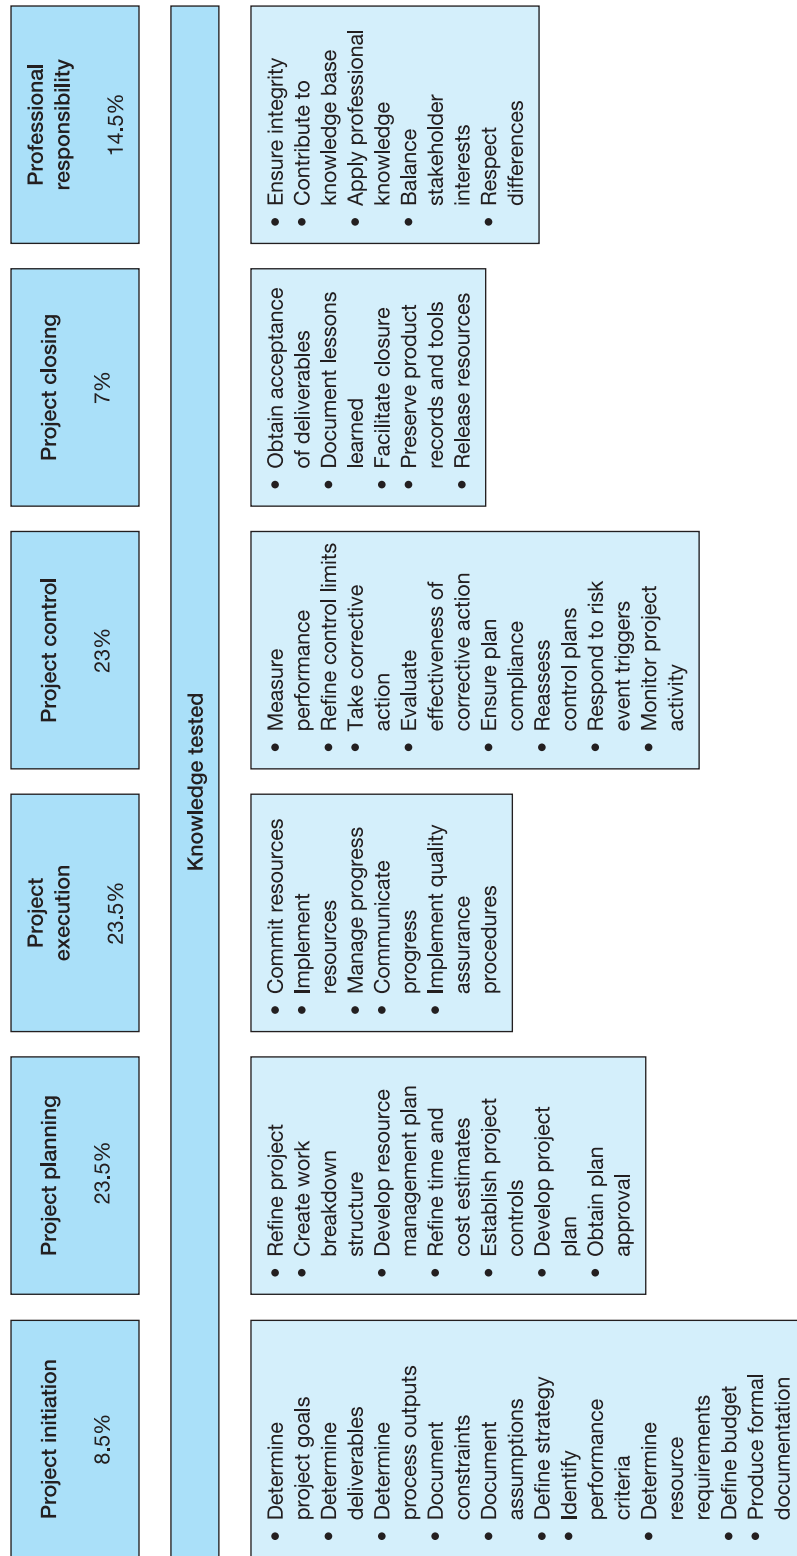 Project initiation
8.5%
Project planning
23.5%
Project
execution
23.5%
Project control
23%
Project closing
7%
Professional
responsibility
14.5%
Knowledge tested
• Determine
project goals
• Determine
deliverables
• Determine
process outputs
• Document
constraints
• Document
assumptions
• Define strategy
• Identify
performance
criteria
• Determine
resource
requirements
• Define budget
• Produce formal
documentation
• Refine project
• Create work
breakdown
structure
• Develop resource
management plan
• Refine time and
cost estimates
• Establish project
controls
• Develop project
plan
• Obtain plan
approval
• Commit resources
• Implement
resources
• Manage progress
• Communicate
progress
• Implement quality
assurance
procedures
• Measure
performance
• Refine control limits
• Take corrective
action
• Evaluate
effectiveness of
corrective action
• Ensure plan
compliance
• Reassess
control plans
• Respond to risk
event triggers
• Monitor project
activity
• Obtain acceptance
of deliverables
• Document lessons
learned
• Facilitate closure
• Preserve product
records and tools
• Release resources
• Ensure integrity
• Contribute to
knowledge base
• Apply professional
knowledge
• Balance
stakeholder
interests
• Respect
differences